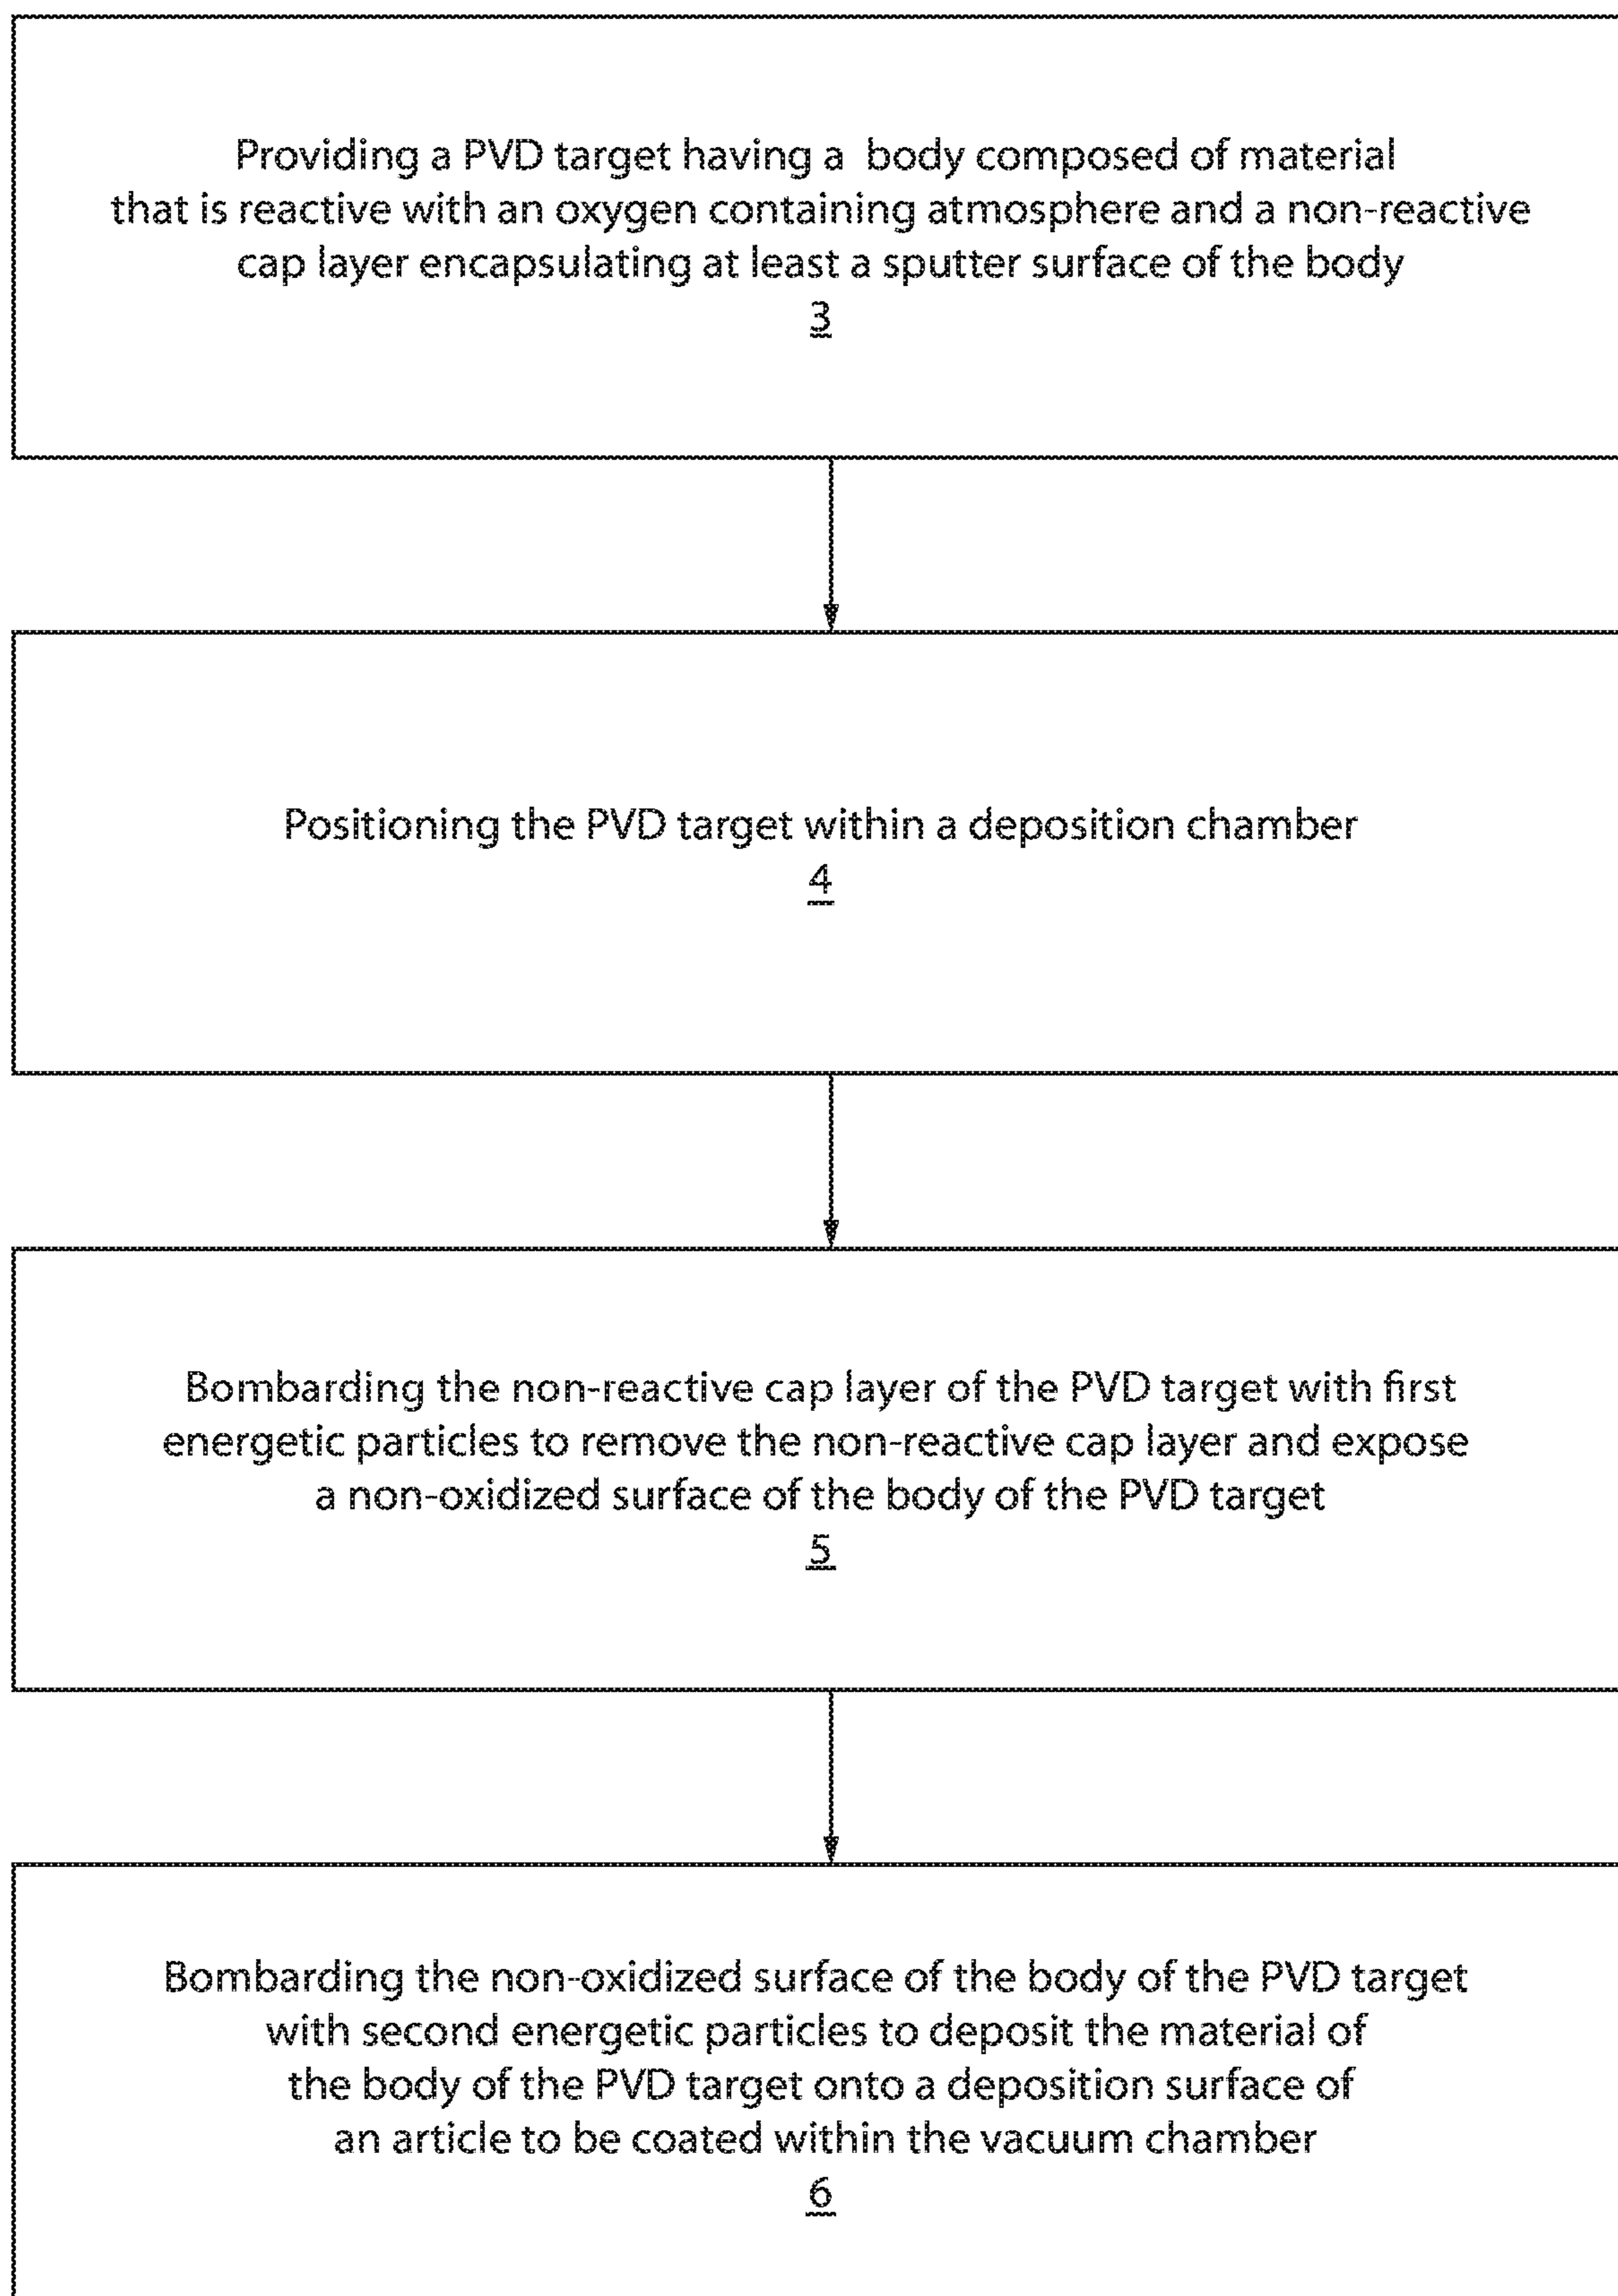 Providing a PVD target having a body composed of material
that is reactive with an oxygen containing atmosphere and a non-reactive
cap layer encapsulating at least a sputter surface of the body
3
Positioning the PVD target within a deposition chamber
4
Bombarding the non-reactive cap layer of the PVD target with first
energetic particles to remove the non-reactive cap layer and expose
a non-oxidized surface of the body of the PVD target
5
Bombarding the non-oxidized surface of the body of the PVD target
with second energetic particles to deposit the material of
the body of the PVD target onto a deposition surface of
an article to be coated within the vacuum chamber
6